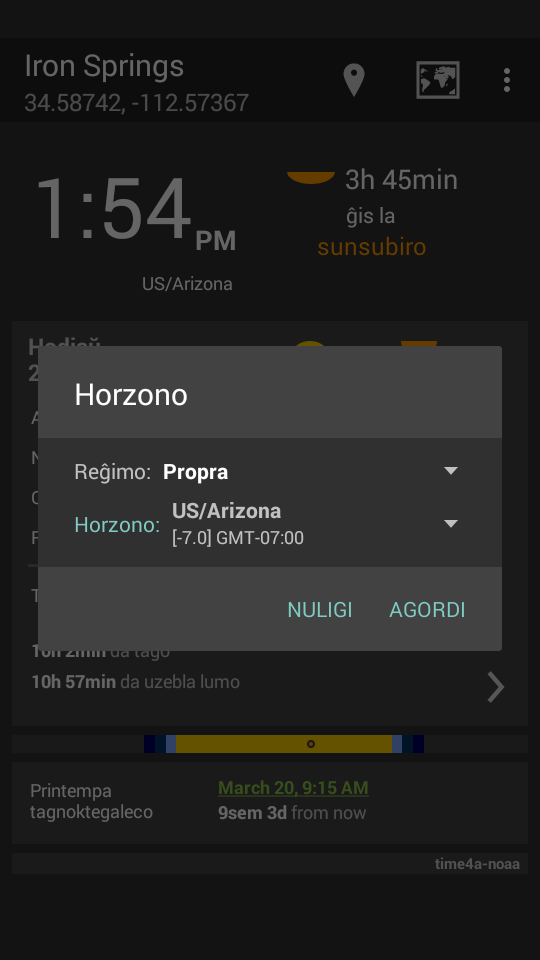 Iron Springs
34.58742, -112.57367
1:54 PM
3h 45min
ĝis la
sunsubiro
US/Arizona
Horzono
Reĝimo: Propra
Horzono: US/Arizona
[-7.0] GMT-07:00
NULIGI AGORDI
10h 2min da tago
10h 57min da uzebla lumo
Printempa
tagnoktegaleco
March 20, 9:15 AM
9sem 3d from now
time4a-noaa